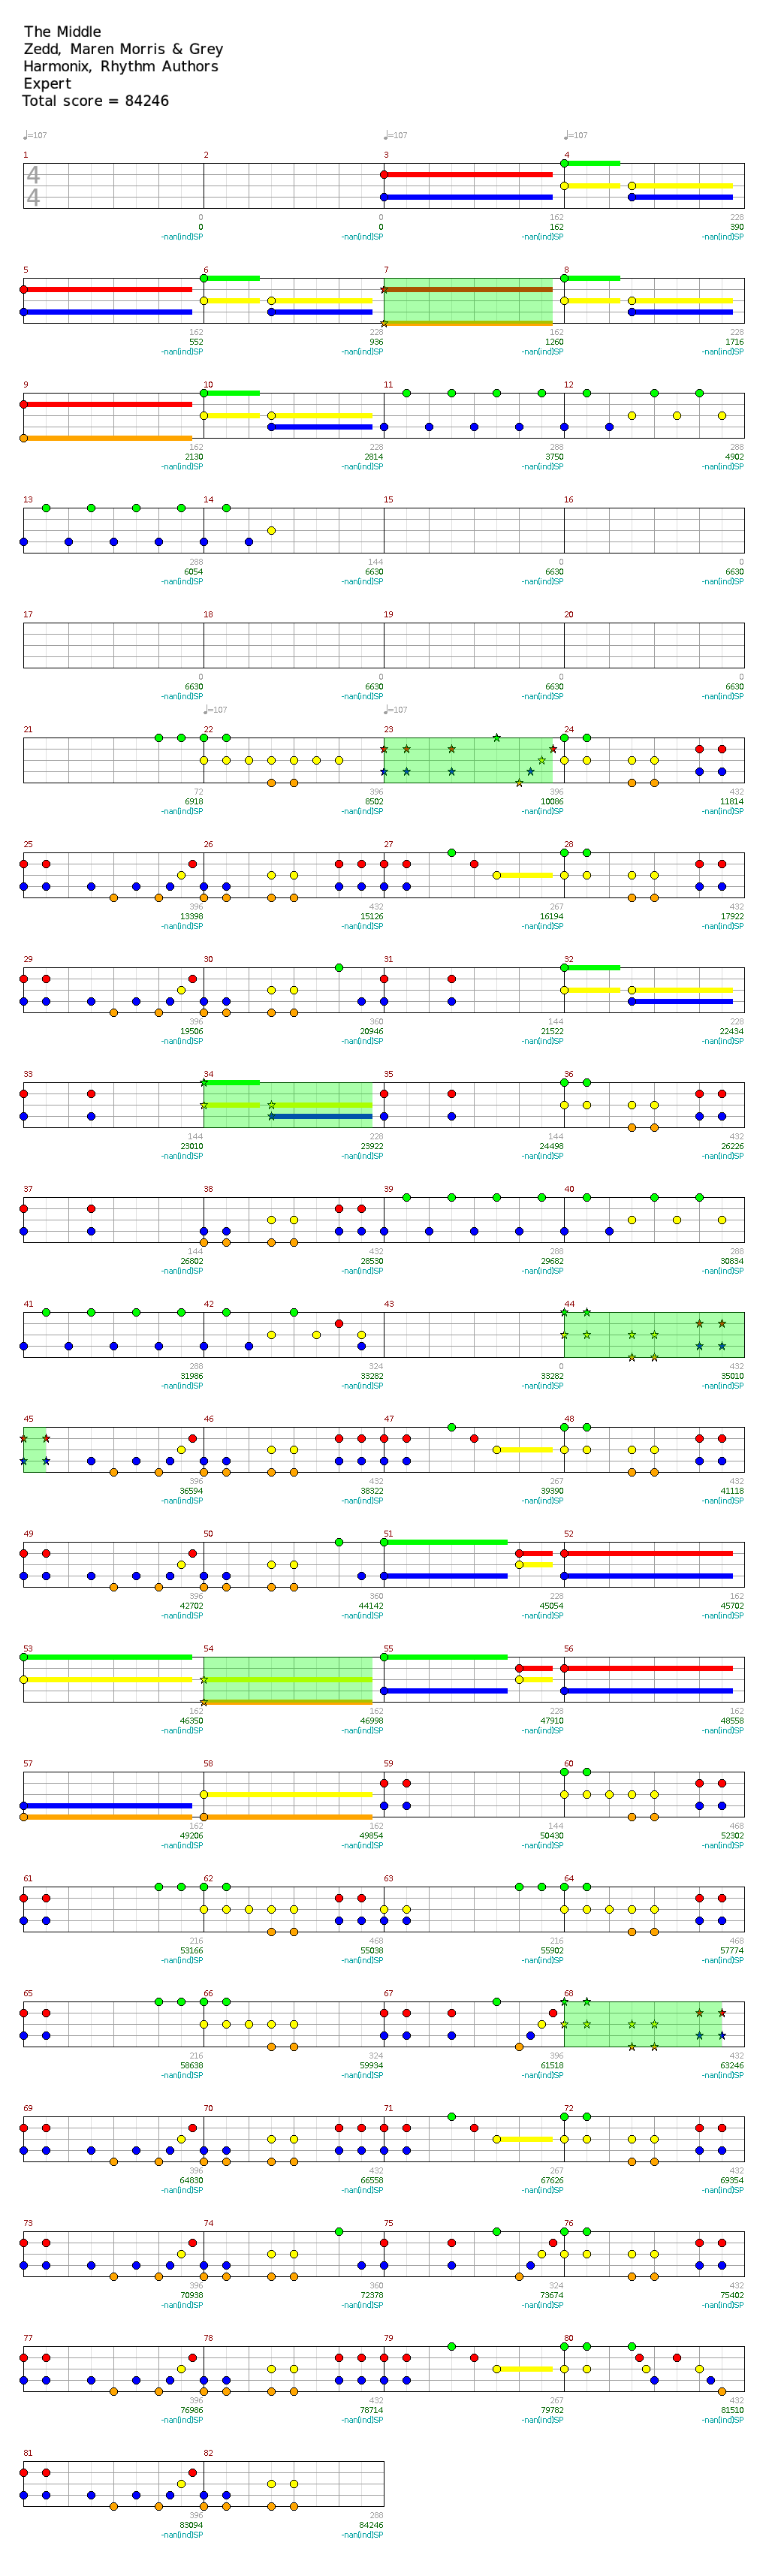 The Middle
Zedd, Maren Morris & Grey
Harmonix, Rhythm Authors
Expert
Total score = 84246
♩=107 ♩=107 ♩=107
1 2 3 4
4
4
0 0 162 228
0 0 162 390
-nan(ind)SP -nan(ind)SP -nan(ind)SP -nan(ind)SP
5 6 7 8
162 228 162 228
552 936 1260 1716
-nan(ind)SP -nan(ind)SP -nan(ind)SP -nan(ind)SP
9 10 11 12
162 228 288 288
2130 2814 3750 4902
-nan(ind)SP -nan(ind)SP -nan(ind)SP -nan(ind)SP
13 14 15 16
288 144 0 0
6054 6630 6630 6630
-nan(ind)SP -nan(ind)SP -nan(ind)SP -nan(ind)SP
17 18 19 20
0 0 0 0
6630 6630 6630 6630
-nan(ind)SP -nan(ind)SP -nan(ind)SP -nan(ind)SP
♩=107 ♩=107
21 22 23 24
72 396 396 432
6918 8502 10086 11814
-nan(ind)SP -nan(ind)SP -nan(ind)SP -nan(ind)SP
25 26 27 28
396 432 267 432
13398 15126 16194 17922
-nan(ind)SP -nan(ind)SP -nan(ind)SP -nan(ind)SP
29 30 31 32
396 360 144 228
19506 20946 21522 22434
-nan(ind)SP -nan(ind)SP -nan(ind)SP -nan(ind)SP
33 34 35 36
144 228 144 432
23010 23922 24498 26226
-nan(ind)SP -nan(ind)SP -nan(ind)SP -nan(ind)SP
37 38 39 40
144 432 288 288
26802 28530 29682 30834
-nan(ind)SP -nan(ind)SP -nan(ind)SP -nan(ind)SP
41 42 43 44
288 324 0 432
31986 33282 33282 35010
-nan(ind)SP -nan(ind)SP -nan(ind)SP -nan(ind)SP
45 46 47 48
396 432 267 432
36594 38322 39390 41118
-nan(ind)SP -nan(ind)SP -nan(ind)SP -nan(ind)SP
49 50 51 52
396 360 228 162
42702 44142 45054 45702
-nan(ind)SP -nan(ind)SP -nan(ind)SP -nan(ind)SP
53 54 55 56
162 162 228 162
46350 46998 47910 48558
-nan(ind)SP -nan(ind)SP -nan(ind)SP -nan(ind)SP
57 58 59 60
162 162 144 468
49206 49854 50430 52302
-nan(ind)SP -nan(ind)SP -nan(ind)SP -nan(ind)SP
61 62 63 64
216 468 216 468
53166 55038 55902 57774
-nan(ind)SP -nan(ind)SP -nan(ind)SP -nan(ind)SP
65 66 67 68
216 324 396 432
58638 59934 61518 63246
-nan(ind)SP -nan(ind)SP -nan(ind)SP -nan(ind)SP
69 70 71 72
396 432 267 432
64830 66558 67626 69354
-nan(ind)SP -nan(ind)SP -nan(ind)SP -nan(ind)SP
73 74 75 76
396 360 324 432
70938 72378 73674 75402
-nan(ind)SP -nan(ind)SP -nan(ind)SP -nan(ind)SP
77 78 79 80
396 432 267 432
76986 78714 79782 81510
-nan(ind)SP -nan(ind)SP -nan(ind)SP -nan(ind)SP
81 82
396 288
83094 84246
-nan(ind)SP -nan(ind)SP